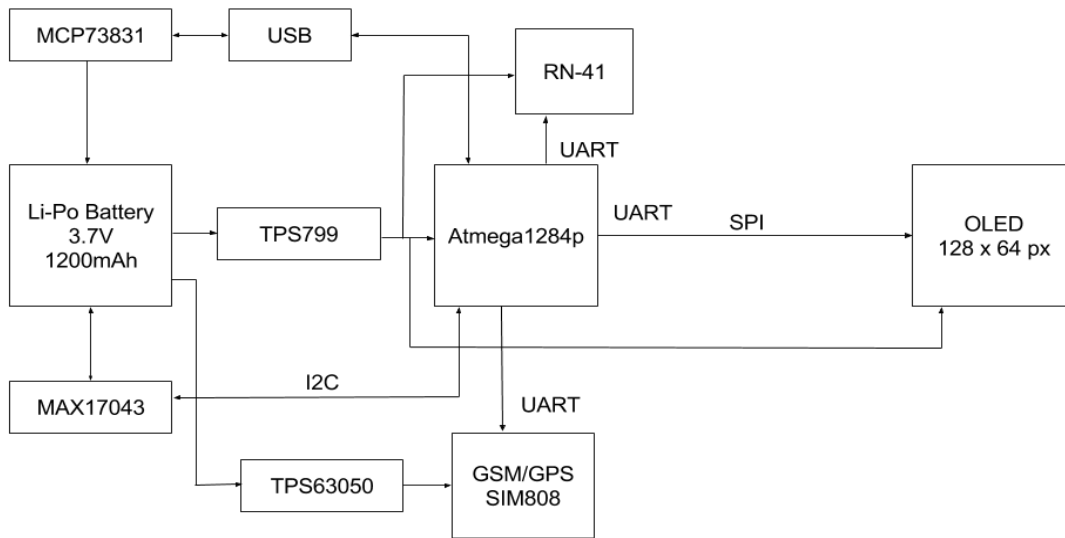 MCP73831
USB
RN-41
UART
Li-Po Battery
3.7V
1200mAh
TPS799
Atmega1284p
UART
SPI
OLED
128 x 64 px
I2C
MAX17043
UART
TPS63050
GSM/GPS
SIM808